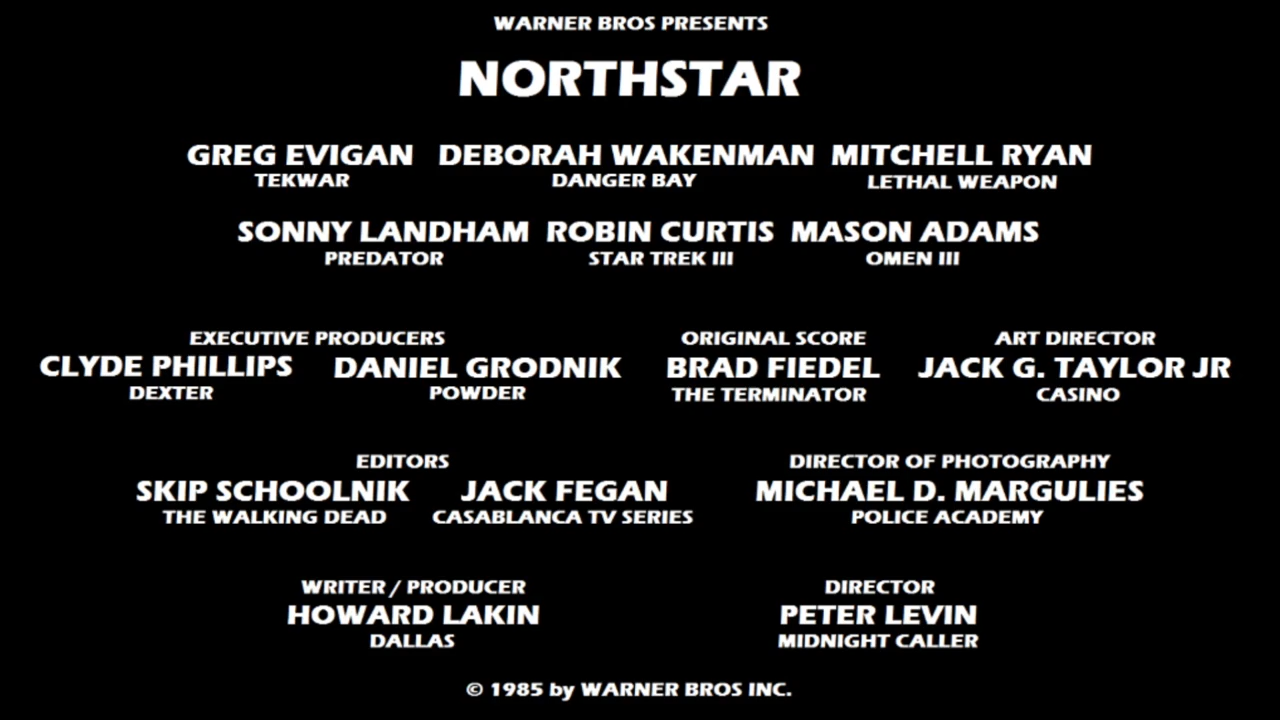 WARNER BROS PRESENTS
NORTHSTAR
GREG EVIGAN DEBORAH WAKENMAN MITCHELL RYAN
TEKWAR DANGER BAY LETHAL WEAPON
SONNY LANDHAM ROBIN CURTIS MASON ADAMS
PREDATOR STAR TREK III OMEN III
EXECUTIVE PRODUCERS ORIGINAL SCORE ART DIRECTOR
CLYDE PHILLIPS DANIEL GRODNIK BRAD FIEDEL JACK G. TAYLOR JR
DEXTER POWDER THE TERMINATOR CASINO
EDITORS DIRECTOR OF PHOTOGRAPHY
SKIP SCHOOLNIK JACK FEGAN MICHAEL D. MARGULIES
THE WALKING DEAD CASABLANCA TV SERIES POLICE ACADEMY
WRITER / PRODUCER DIRECTOR
HOWARD LAKIN PETER LEVIN
DALLAS MIDNIGHT CALLER
© 1985 by WARNER BROS INC.